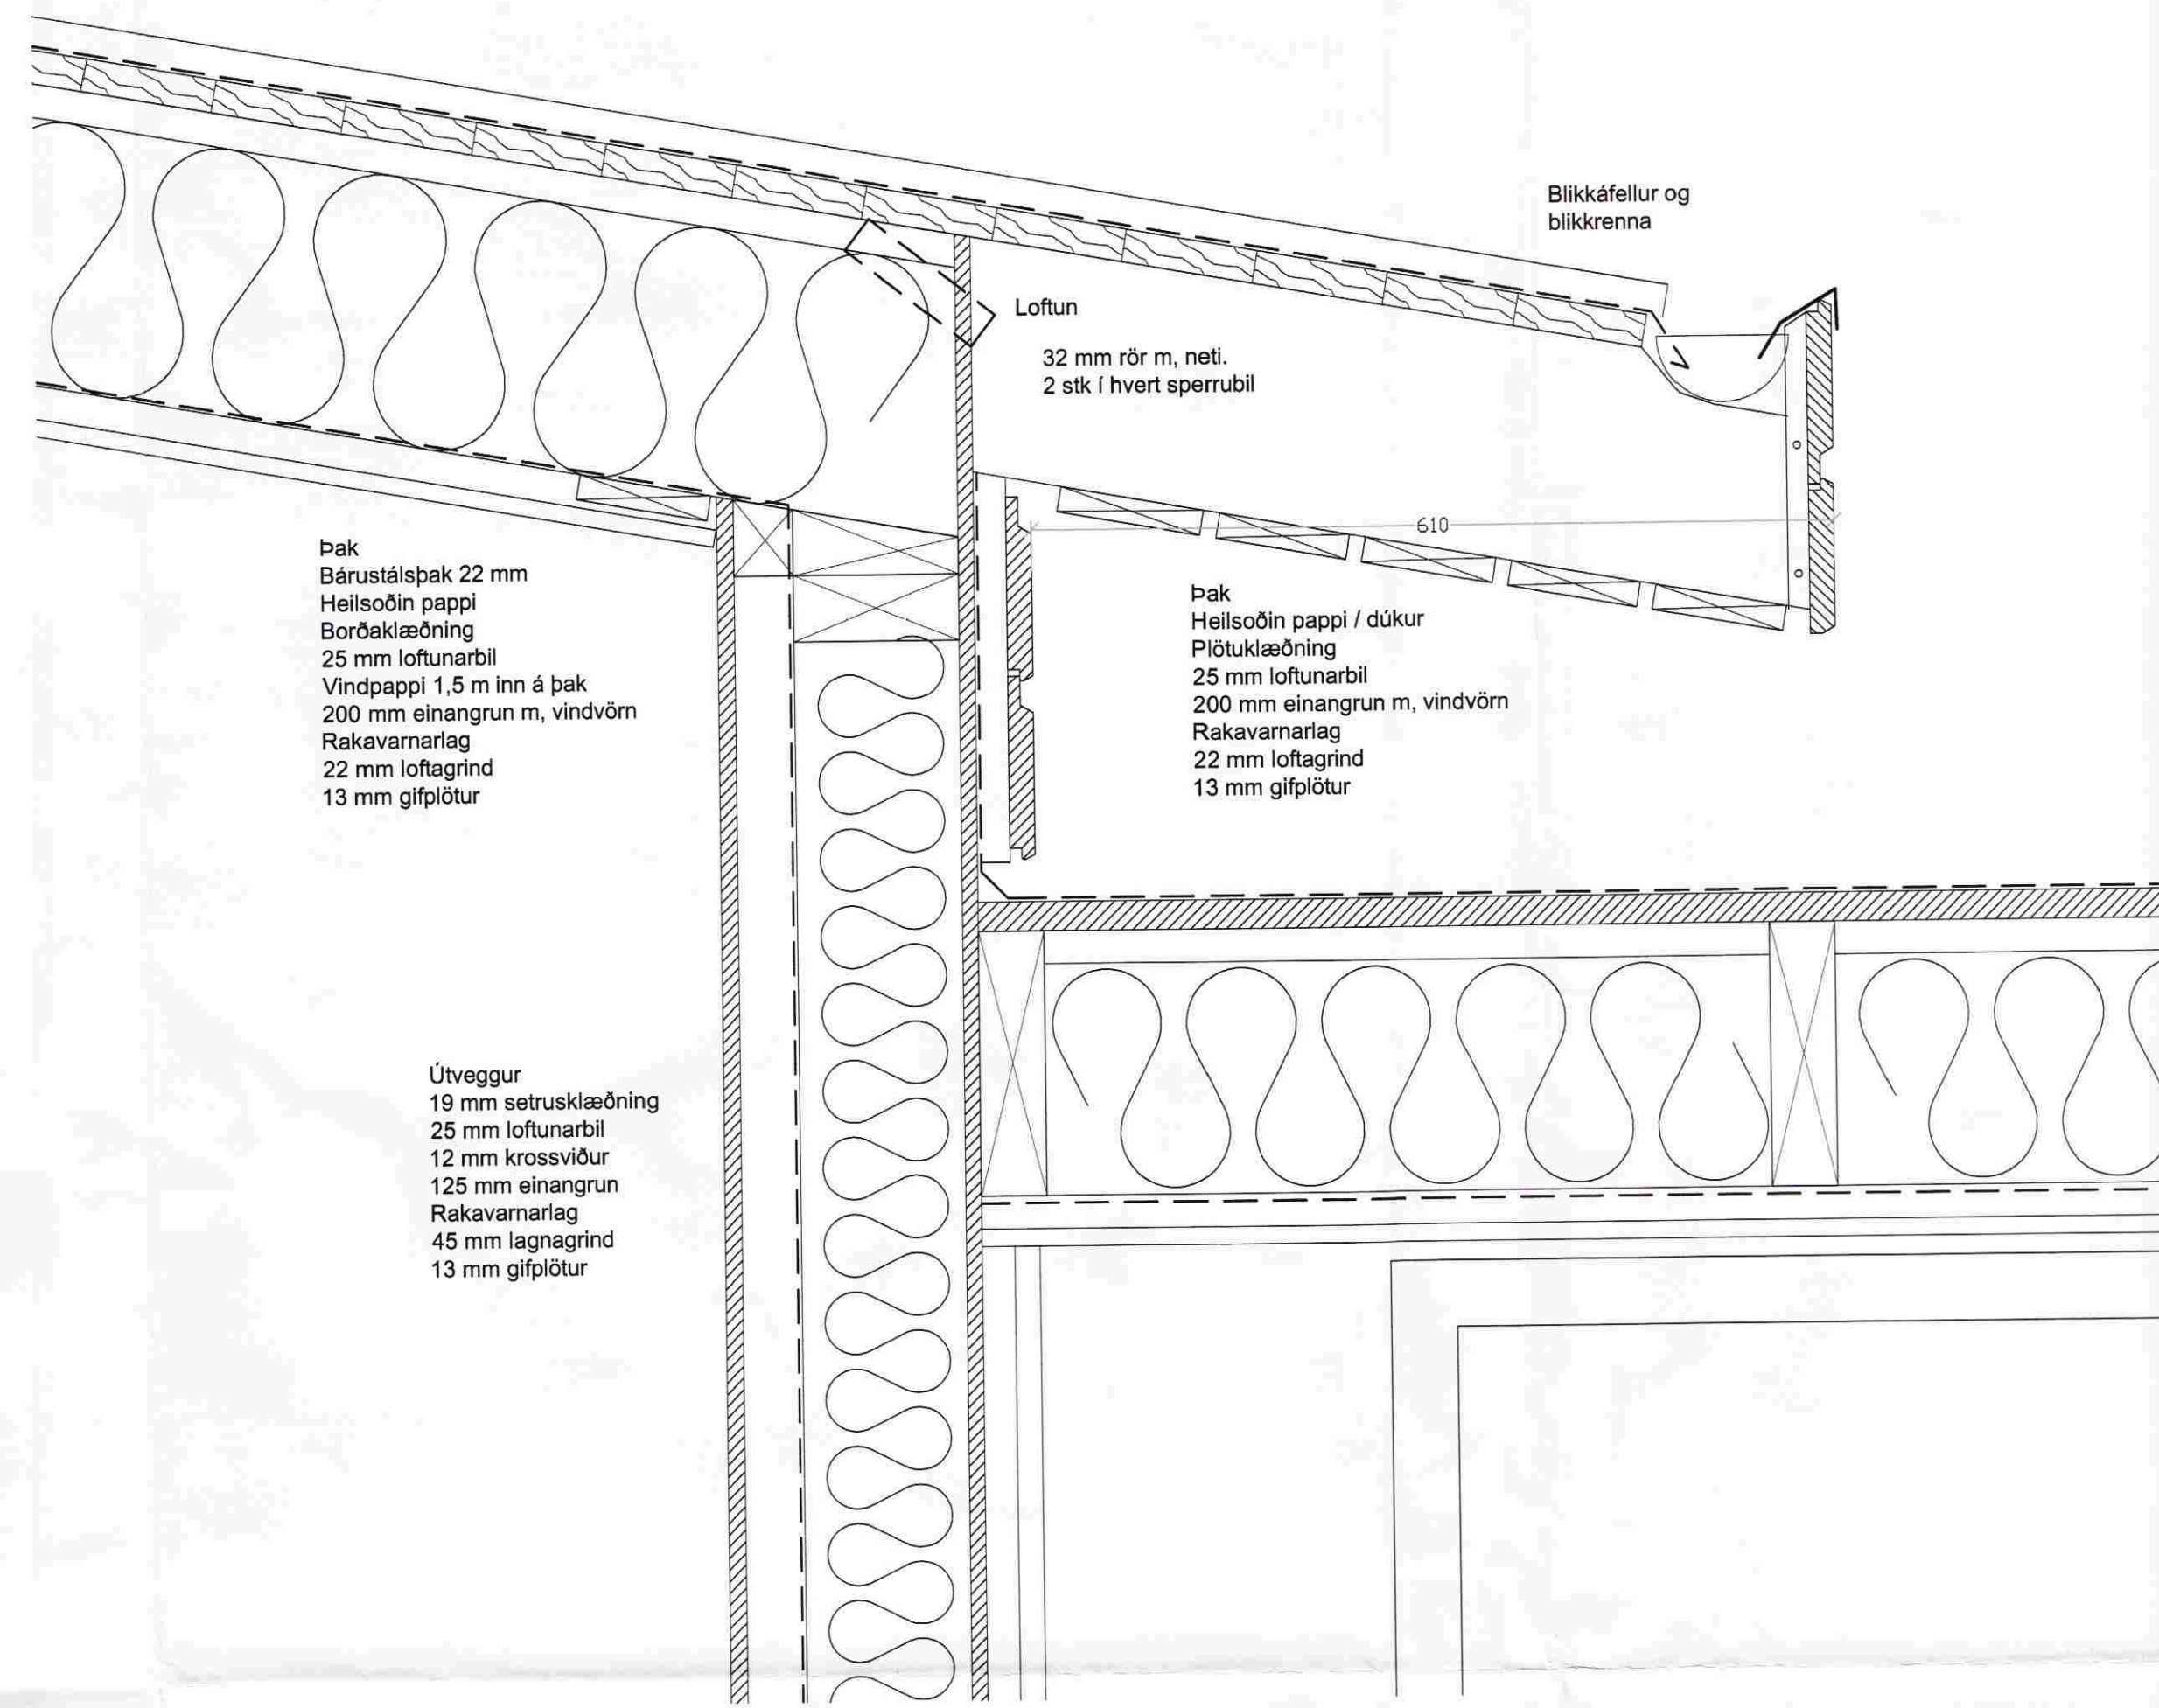 Blikkáfellur og
blikkrenna
Loftun
32 mm rör m, neti.
2 stk í hvert sperrubil
610
Þak
Bárustálsþak 22 mm
Heilsoðin pappi
Borðaklæðning
25 mm loftunarbil
Vindpappi 1,5 m inn á þak
200 mm einangrun m, vindvörn
Rakavarnarlag
22 mm loftagrind
13 mm gifplötur
Þak
Heilsoðin pappi / dúkur
Plötuklæðning
25 mm loftunarbil
200 mm einangrun m, vindvörn
Rakavarnarlag
22 mm loftagrind
13 mm gifplötur
Útveggur
19 mm setrusklæðning
25 mm loftunarbil
12 mm krossviður
125 mm einangrun
Rakavarnarlag
45 mm lagnagrind
13 mm gifplötur